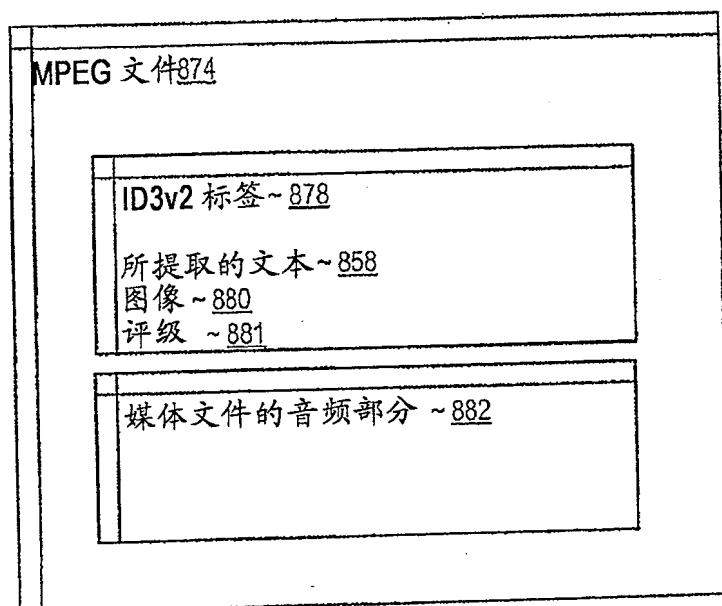 MPEG 文件874
ID3v2 标签~878
所提取的文本~858
图像~880
评级 ~881
媒体文件的音频部分 ~882